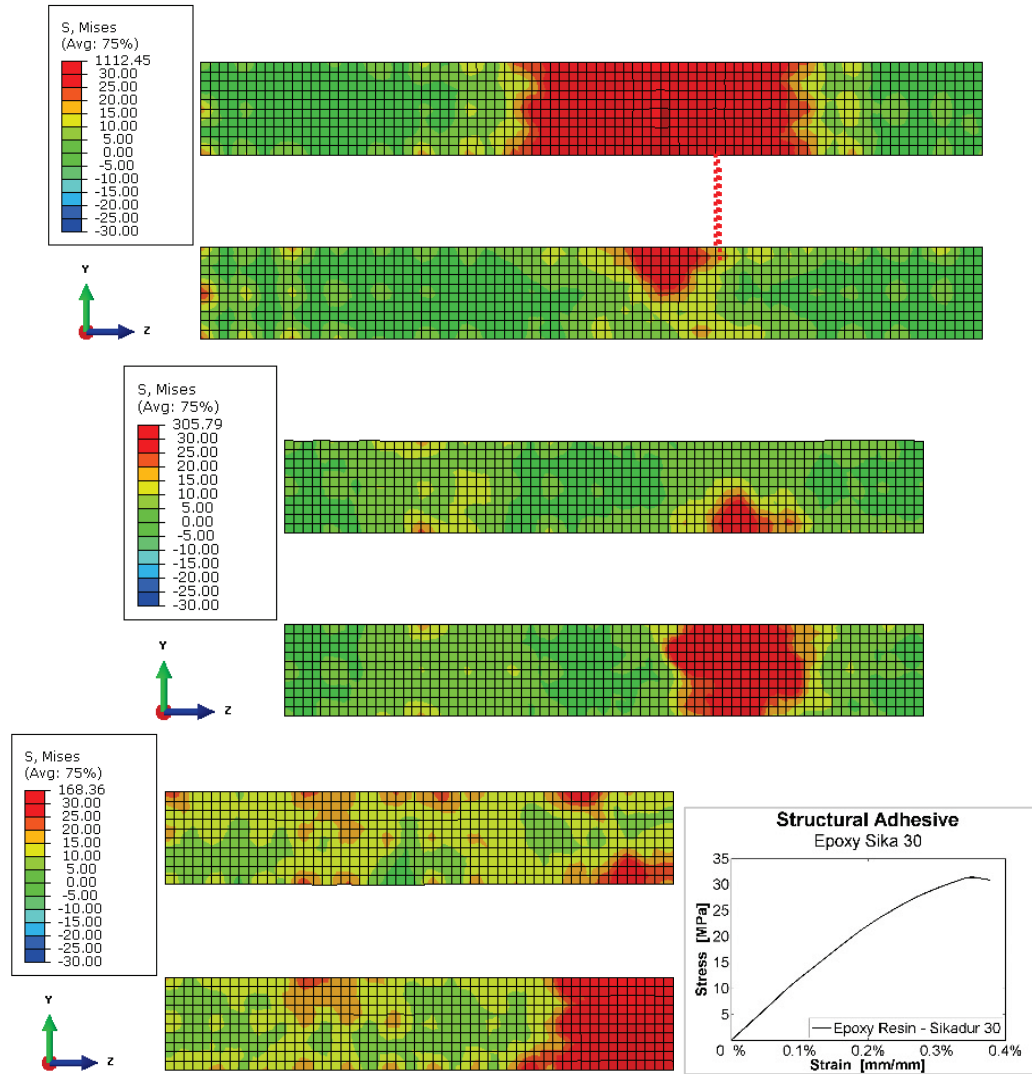 S, Mises
(Avg: 75%)
1112.45
30.00
25.00
20.00
15.00
10.00
5.00
0.00
-5.00
-10.00
-15.00
-20.00
-25.00
-30.00
Y
Z
S, Mises
(Avg: 75%)
305.79
30.00
25.00
20.00
15.00
10.00
5.00
0.00
-5.00
-10.00
-15.00
-20.00
-25.00
-30.00
Y
Z
S, Mises
(Avg: 75%)
168.36
30.00
25.00
20.00
15.00
10.00
5.00
0.00
-5.00
-10.00
-15.00
-20.00
-25.00
-30.00
Y
Z
Structural Adhesive
Epoxy Sika 30
Stress [MPa]
35
30
25
20
15
10
5
Epoxy Resin - Sikadur 30
0 % 0.1% 0.2% 0.3% 0.4%
Strain [mm/mm]